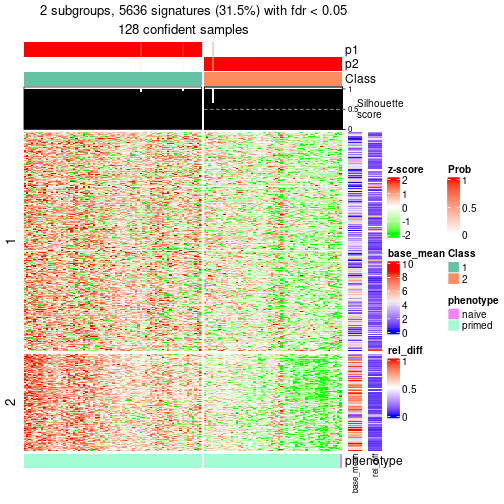 2 subgroups, 5636 signatures (31.5%) with fdr < 0.05
128 confident samples
p1
p2
Class
1
0.5
0
Silhouette
score
1
2
z-score
2
1
0
-1
-2
Prob
1
0.5
0
base_mean
10
8
6
4
2
0
Class
1
2
phenotype
naive
primed
rel_diff
1
0.5
0
phenotype
base_mean